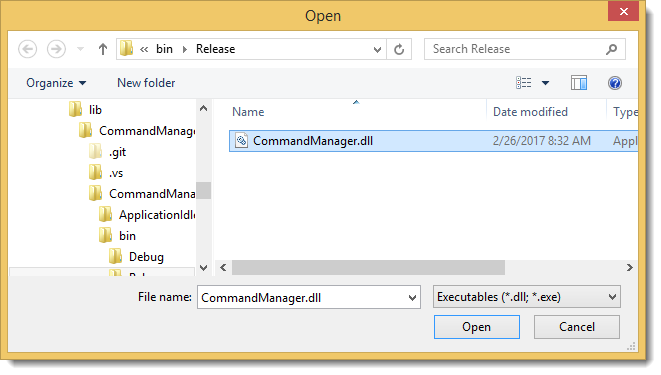 Open
« bin Release
Search Release
Organize New folder
lib
CommandManage
.git
.vs
CommandMana
ApplicationIdle
bin
Debug
Name Date modified Type
CommandManager.dll 2/26/2017 8:32 AM Appl
File name: CommandManager.dll Executables (*.dll; *.exe)
Open Cancel